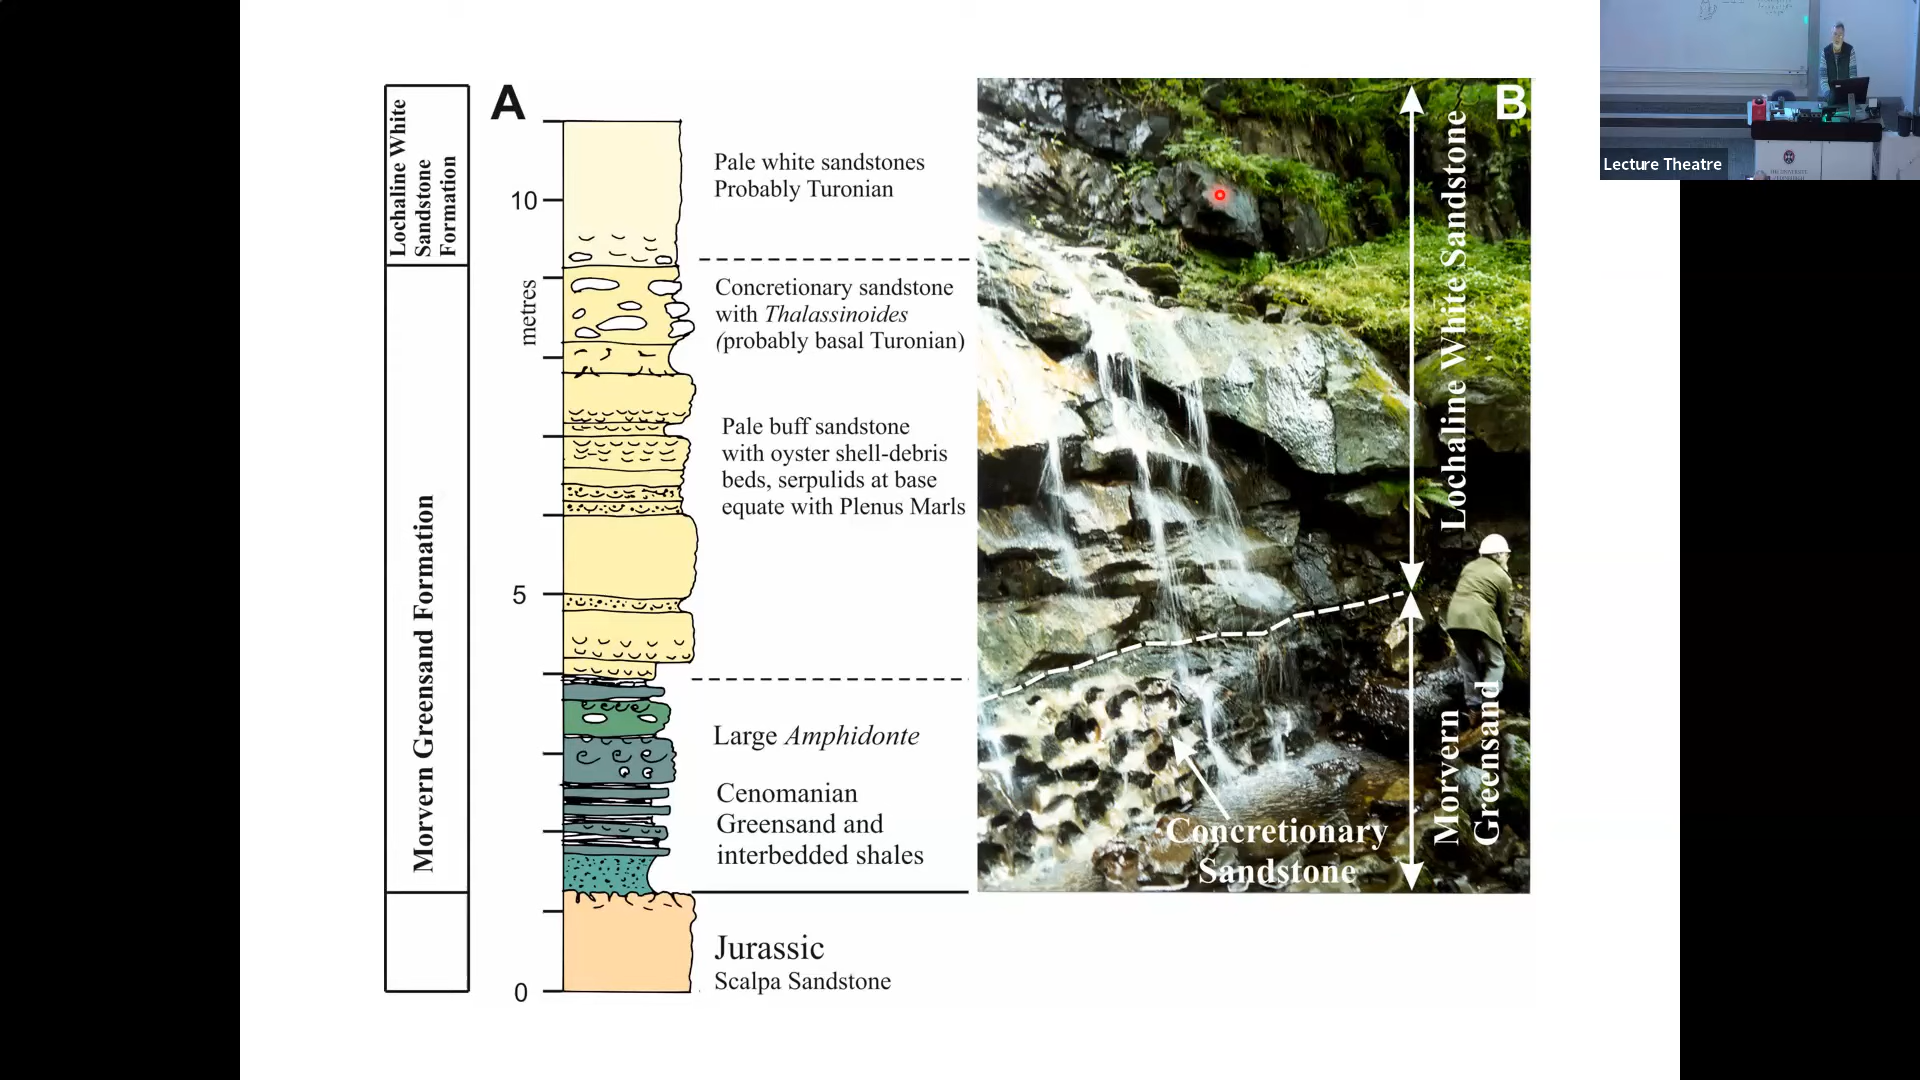 Lochaline White
Sandstone
Formation
Morvern Greensand Formation
A
10
metres
5
0
Pale white sandstones
Probably Turonian
Concretionary sandstone
with Thalassinoides
(probably basal Turonian)
Pale buff sandstone
with oyster shell-debris
beds, serpulids at base
equate with Plenus Marls
Large Amphidonte
Cenomanian
Greensand and
interbedded shales
Jurassic
Scalpa Sandstone
B
Lochaline White Sandstone
Morvern
Greensand
Concretionary
Sandstone
Lecture Theatre